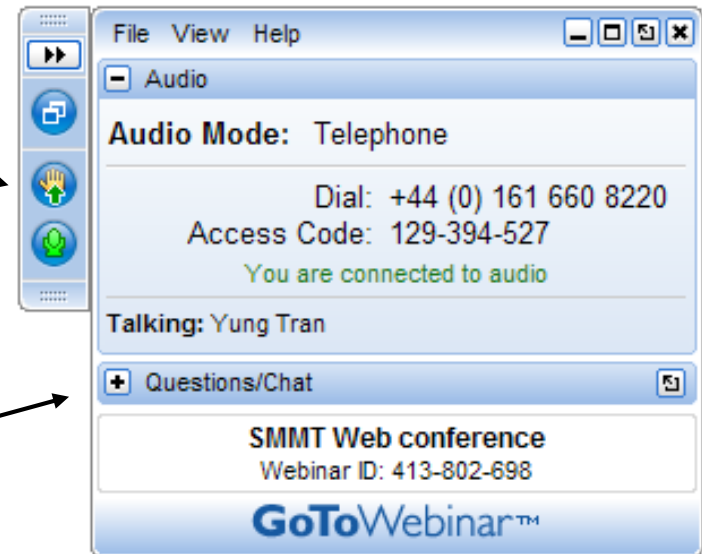 File View Help
Audio
Audio Mode: Telephone
Dial: +44 (0) 161 660 8220
Access Code: 129-394-527
You are connected to audio
Talking: Yung Tran
Questions/Chat
SMMT Web conference
Webinar ID: 413-802-698
GoToWebinar™